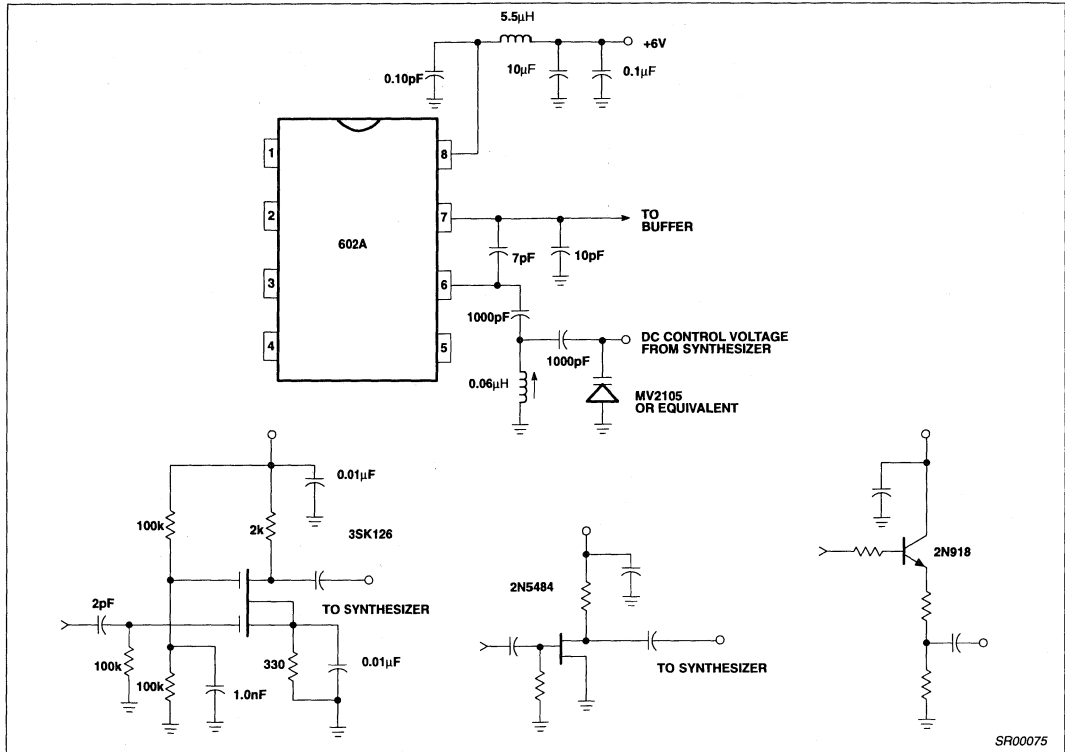 5.5µH
+6V
0.10pF
10µF
0.1µF
1
8
2
7
TO
BUFFER
602A
7pF
10pF
3
6
1000pF
4
5
DC CONTROL VOLTAGE
FROM SYNTHESIZER
1000pF
0.06µH
MV2105
OR EQUIVALENT
0.01µF
100k
2k
3SK126
2N918
2N5484
2pF
TO SYNTHESIZER
100k
330
0.01µF
TO SYNTHESIZER
100k
1.0nF
SR00075